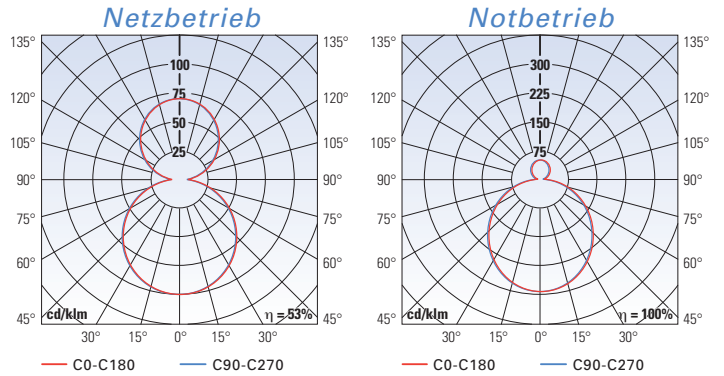 Netzbetrieb
135° 135°
100
75
120° 120°
50
105° 105°
25
90° 90°
75° 75°
60° 60°
cd/klm η = 53%
45° 45°
30° 15° 0° 15° 30°
C0-C180 C90-C270
Notbetrieb
135° 135°
300
225
120° 120°
150
105° 105°
75
90° 90°
75° 75°
60° 60°
cd/klm η = 100%
45° 45°
30° 15° 0° 15° 30°
C0-C180 C90-C270